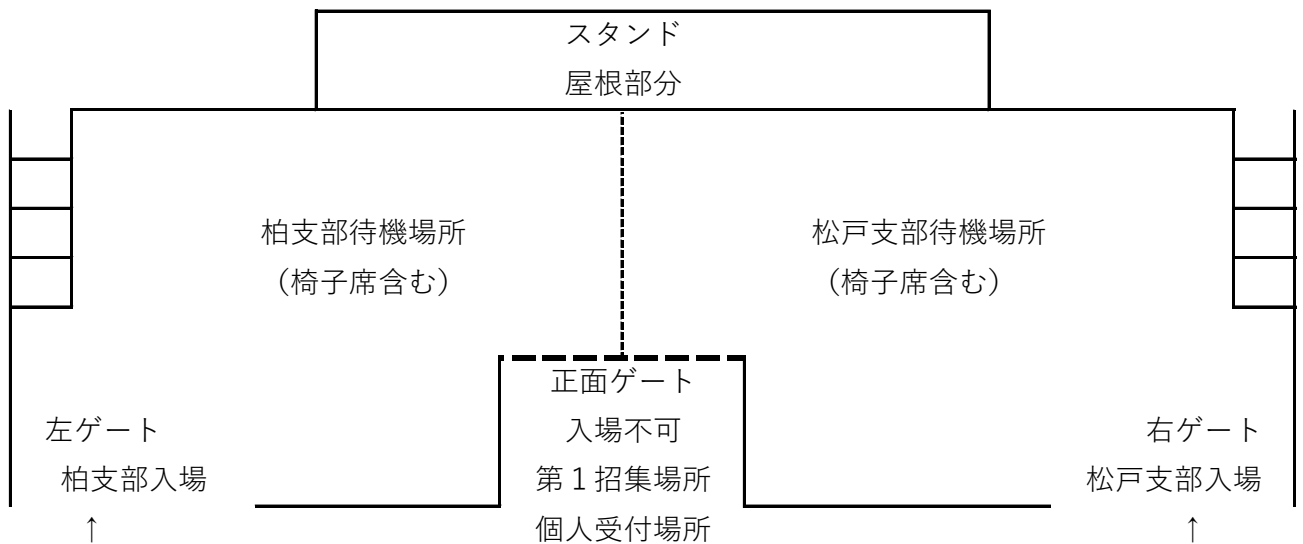 スタンド
屋根部分
柏支部待機場所
（椅子席含む）
松戸支部待機場所
（椅子席含む）
正面ゲート
入場不可
第１招集場所
個人受付場所
左ゲート
柏支部入場
↑
右ゲート
松戸支部入場
↑